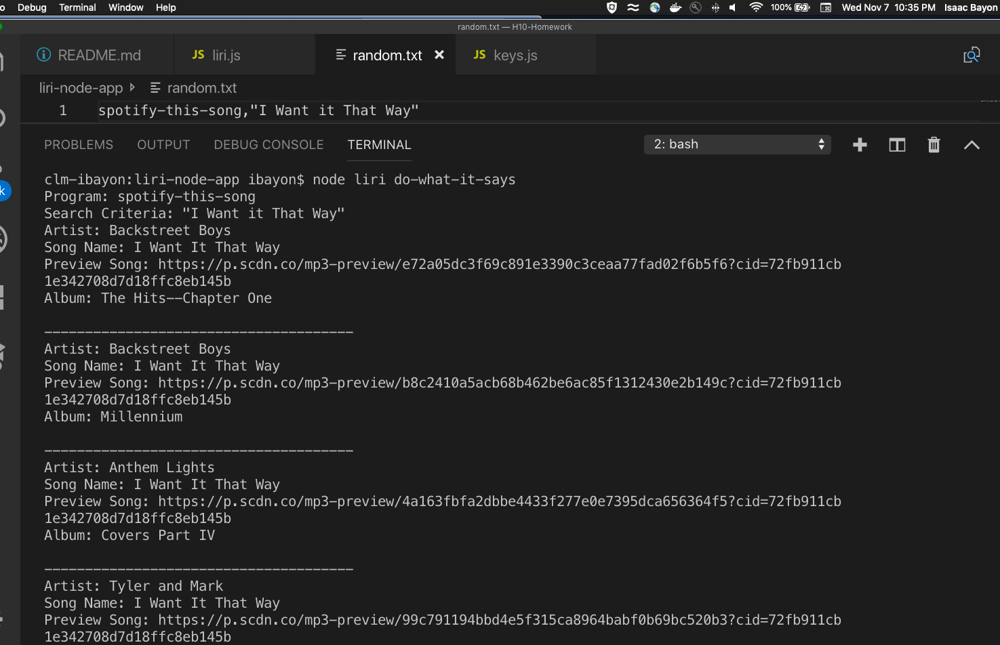 Debug Terminal Window Help 100% Wed Nov 7 10:35 PM Isaac Bayon
random.txt — H10-Homework
README.md JS liri.js random.txt JS keys.js
liri-node-app random.txt
1 spotify-this-song,"I Want it That Way"
PROBLEMS OUTPUT DEBUG CONSOLE TERMINAL 2: bash
clm-ibayon:liri-node-app ibayon$ node liri do-what-it-says
Program: spotify-this-song
Search Criteria: "I Want it That Way"
Artist: Backstreet Boys
Song Name: I Want It That Way
Preview Song: https://p.scdn.co/mp3-preview/e72a05dc3f69c891e3390c3ceaa77fad02f6b5f6?cid=72fb911cb
1e342708d7d18ffc8eb145b
Album: The Hits--Chapter One
--------------------------------------
Artist: Backstreet Boys
Song Name: I Want It That Way
Preview Song: https://p.scdn.co/mp3-preview/b8c2410a5acb68b462be6ac85f1312430e2b149c?cid=72fb911cb
1e342708d7d18ffc8eb145b
Album: Millennium
--------------------------------------
Artist: Anthem Lights
Song Name: I Want It That Way
Preview Song: https://p.scdn.co/mp3-preview/4a163fbfa2dbbe4433f277e0e7395dca656364f5?cid=72fb911cb
1e342708d7d18ffc8eb145b
Album: Covers Part IV
--------------------------------------
Artist: Tyler and Mark
Song Name: I Want It That Way
Preview Song: https://p.scdn.co/mp3-preview/99c791194bbd4e5f315ca8964babf0b69bc520b3?cid=72fb911cb
1e342708d7d18ffc8eb145b